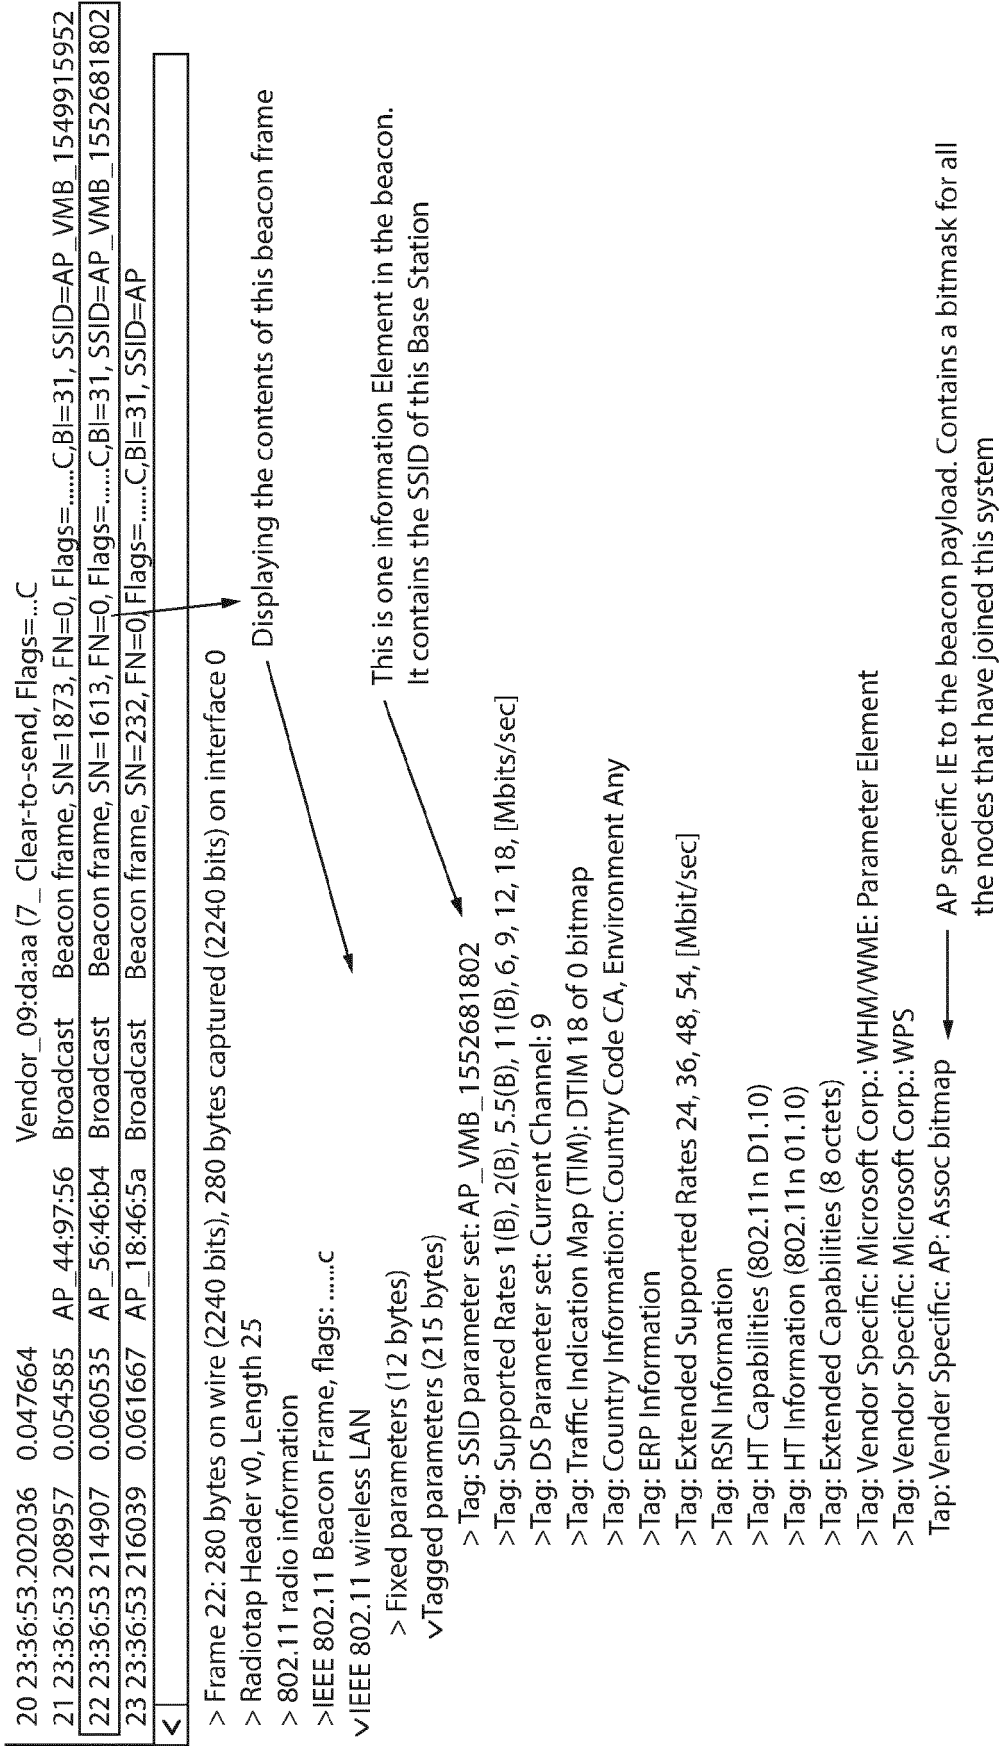 20 23:36:53.202036 0.047664 Vendor_09:da:aa (7_ Clear-to-send, Flags=...C
21 23:36:53 208957 0.054585 AP_44:97:56 Broadcast Beacon frame, SN=1873, FN=0, Flags=......C,BI=31, SSID=AP_VMB_1549915952
22 23:36:53 214907 0.060535 AP_56:46:b4 Broadcast Beacon frame, SN=1613, FN=0, Flags=......C,BI=31, SSID=AP_VMB_1552681802
23 23:36:53 216039 0.061667 AP_18:46:5a Broadcast Beacon frame, SN=232, FN=0, Flags=......C,BI=31, SSID=AP
<
> Frame 22: 280 bytes on wire (2240 bits), 280 bytes captured (2240 bits) on interface 0
> Radiotap Header v0, Length 25
> 802.11 radio information
>IEEE 802.11 Beacon Frame, flags: ......c
vIEEE 802.11 wireless LAN
Displaying the contents of this beacon frame
> Fixed parameters (12 bytes)
vTagged parameters (215 bytes)
This is one information Element in the beacon.
It contains the SSID of this Base Station
> Tag: SSID parameter set: AP_VMB_1552681802
>Tag: Supported Rates 1(B), 2(B), 5.5(B), 11(B), 6, 9, 12, 18, [Mbits/sec]
>Tag: DS Parameter set: Current Channel: 9
>Tag: Traffic Indication Map (TIM): DTIM 18 of 0 bitmap
>Tag: Country Information: Country Code CA, Environment Any
>Tag: ERP Information
>Tag: Extended Supported Rates 24, 36, 48, 54, [Mbit/sec]
>Tag: RSN Information
>Tag: HT Capabilities (802.11n D1.10)
>Tag: HT Information (802.11n 01.10)
>Tag: Extended Capabilities (8 octets)
>Tag: Vendor Specific: Microsoft Corp.: WHM/WME: Parameter Element
>Tag: Vendor Specific: Microsoft Corp.: WPS
Tap: Vender Specific: AP: Assoc bitmap
AP specific IE to the beacon payload. Contains a bitmask for all
the nodes that have joined this system